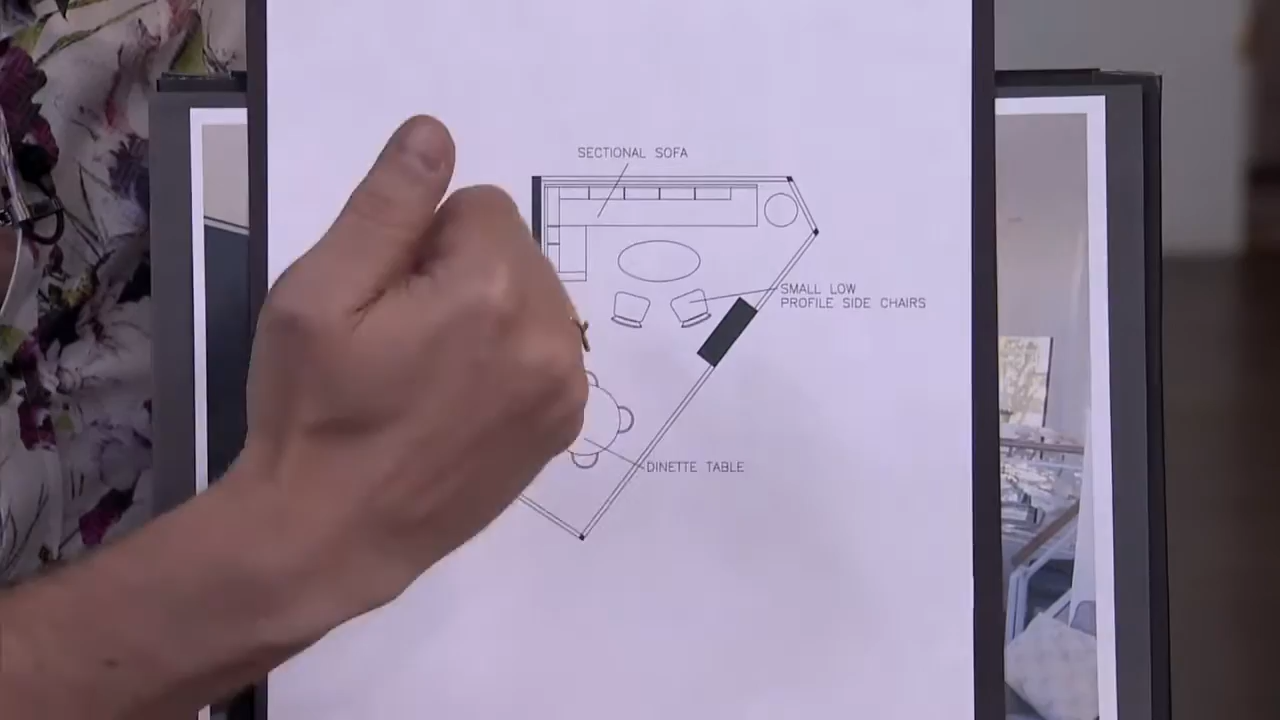 SECTIONAL SOFA
SMALL LOW
PROFILE SIDE CHAIRS
DINETTE TABLE